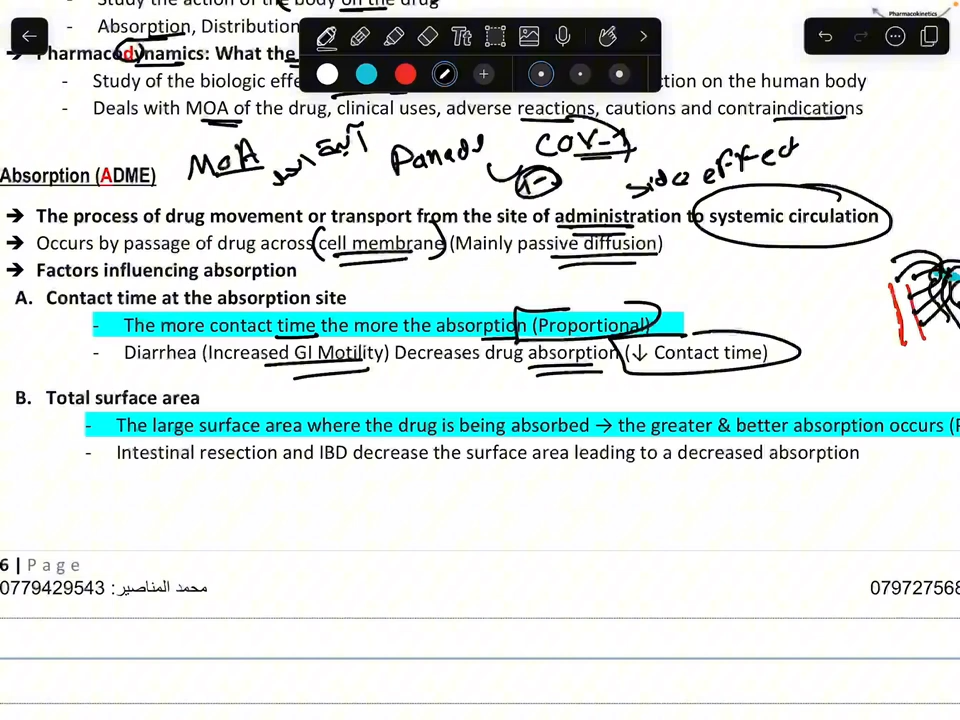 Study the action of the body on the drug
Pharmacokinetics
Absorption, Distribution
Tt
→ Pharmacodynamics: What the
- Study of the biologic effe ction on the human body
- Deals with MOA of the drug, clinical uses, adverse reactions, cautions and contraindications
MoA
Panadol
side effect
Absorption (ADME)
→ The process of drug movement or transport from the site of administration to systemic circulation
→ Occurs by passage of drug across (cell membrane) (Mainly passive diffusion)
→ Factors influencing absorption
A. Contact time at the absorption site
- The more contact time the more the absorption (Proportional)
- Diarrhea (Increased GI Motility) Decreases drug absorption (↓ Contact time)
B. Total surface area
- The large surface area where the drug is being absorbed → the greater & better absorption occurs (P
- Intestinal resection and IBD decrease the surface area leading to a decreased absorption
6 | Page
محمد المناصير: 0779429543 079727568